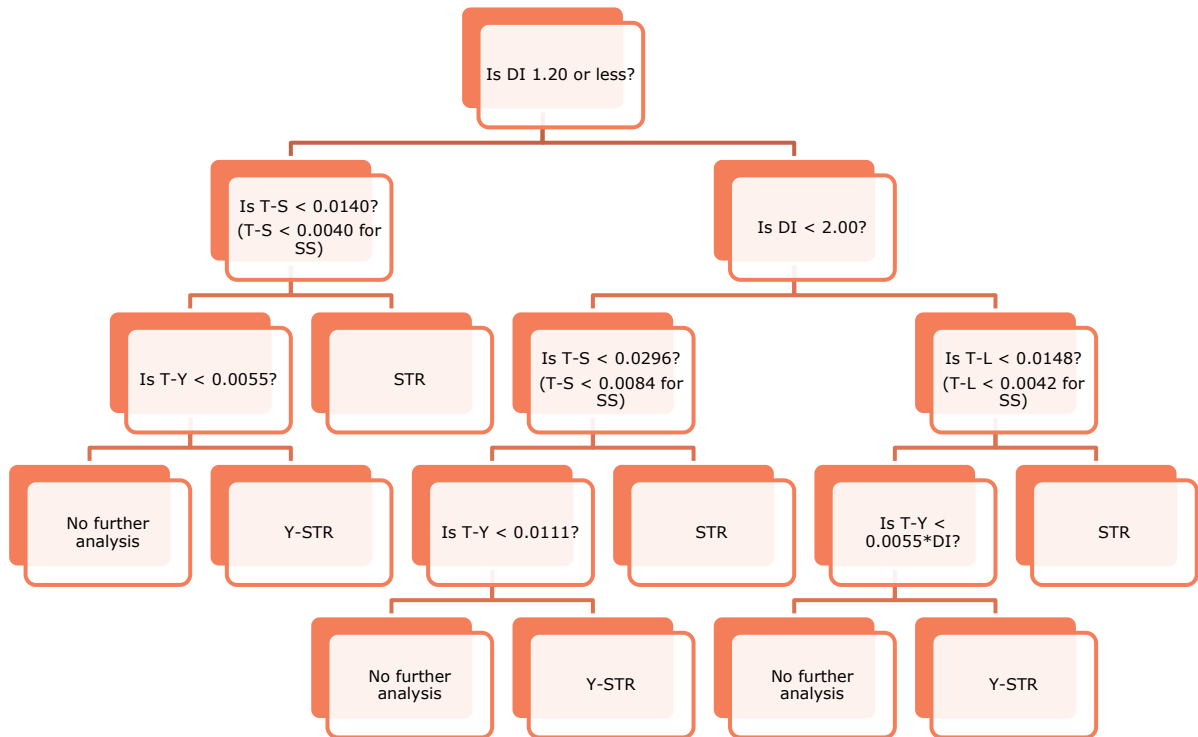 Is DI 1.20 or less?
Is T-S < 0.0140?
(T-S < 0.0040 for
SS)
Is DI < 2.00?
Is T-Y < 0.0055?
STR
Is T-S < 0.0296?
(T-S < 0.0084 for
SS)
Is T-L < 0.0148?
(T-L < 0.0042 for
SS)
No further
analysis
Y-STR
Is T-Y < 0.0111?
STR
Is T-Y <
0.0055*DI?
STR
No further
analysis
Y-STR
No further
analysis
Y-STR